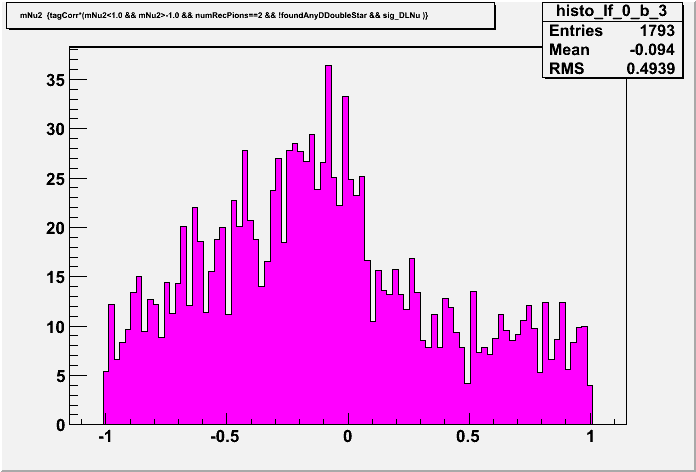 mNu2 {tagCorr*(mNu2<1.0 && mNu2>-1.0 && numRecPions==2 && !foundAnyDDoubleStar && sig_DLNu )}
histo_lf_0_b_3
Entries 1793
Mean -0.094
RMS 0.4939
35
30
25
20
15
10
5
0
-1 -0.5 0 0.5 1